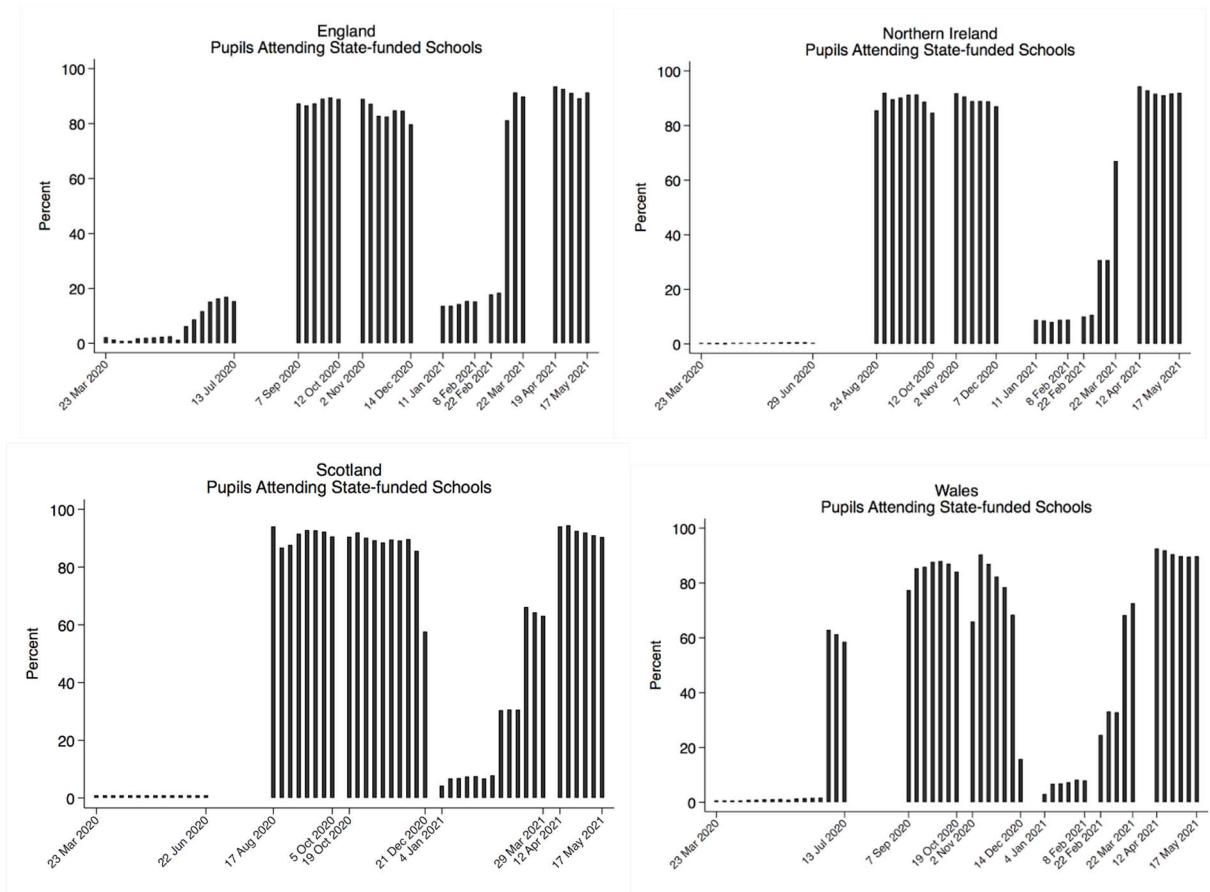 England
Pupils Attending State-funded Schools
100
80
60
40
20
0
Percent
23 Mar 2020
13 Jul 2020
7 Sep 2020
12 Oct 2020
2 Nov 2020
14 Dec 2020
11 Jan 2021
8 Feb 2021
22 Feb 2021
22 Mar 2021
19 Apr 2021
17 May 2021
Northern Ireland
Pupils Attending State-funded Schools
100
80
60
40
20
0
Percent
23 Mar 2020
29 Jun 2020
24 Aug 2020
12 Oct 2020
2 Nov 2020
7 Dec 2020
11 Jan 2021
8 Feb 2021
22 Feb 2021
22 Mar 2021
12 Apr 2021
17 May 2021
Scotland
Pupils Attending State-funded Schools
100
80
60
40
20
0
Percent
23 Mar 2020
22 Jun 2020
17 Aug 2020
5 Oct 2020
19 Oct 2020
21 Dec 2020
4 Jan 2021
29 Mar 2021
12 Apr 2021
17 May 2021
Wales
Pupils Attending State-funded Schools
100
80
60
40
20
0
Percent
23 Mar 2020
13 Jul 2020
7 Sep 2020
19 Oct 2020
2 Nov 2020
14 Dec 2020
4 Jan 2021
8 Feb 2021
22 Feb 2021
22 Mar 2021
12 Apr 2021
17 May 2021